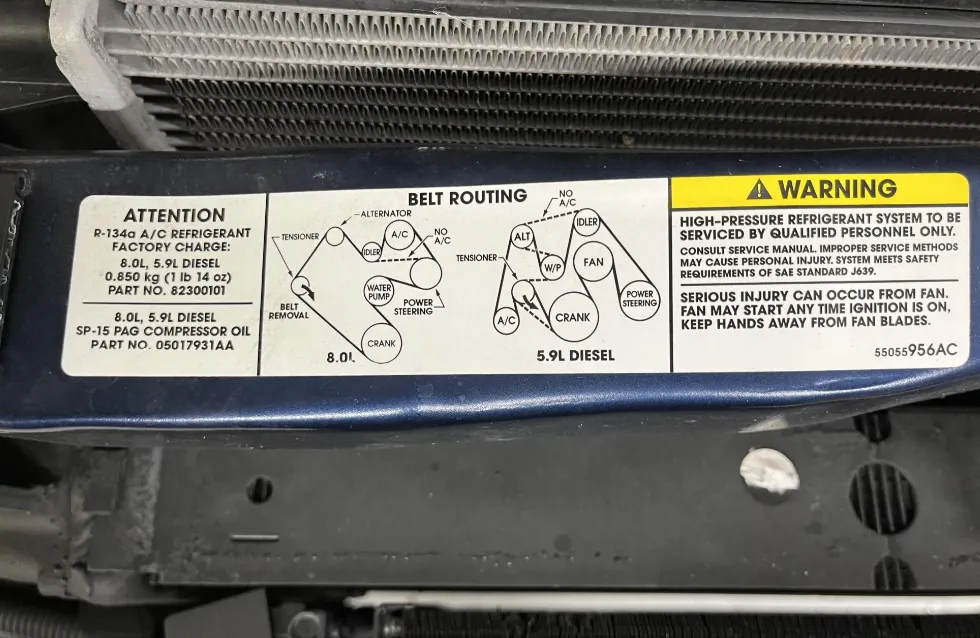 ATTENTION
R-134a A/C REFRIGERANT
FACTORY CHARGE:
8.0L, 5.9L DIESEL
0.850 kg (1 lb 14 oz)
PART NO. 82300101
8.0L, 5.9L DIESEL
SP-15 PAG COMPRESSOR OIL
PART NO. 05017931AA
BELT ROUTING
ALTERNATOR
TENSIONER
IDLER
A/C
NO
A/C
WATER
PUMP
POWER
STEERING
BELT
REMOVAL
CRANK
8.0L
NO
A/C
ALT
IDLER
TENSIONER
W/P
FAN
A/C
CRANK
POWER
STEERING
5.9L DIESEL
⚠ WARNING
HIGH-PRESSURE REFRIGERANT SYSTEM TO BE
SERVICED BY QUALIFIED PERSONNEL ONLY.
CONSULT SERVICE MANUAL. IMPROPER SERVICE METHODS
MAY CAUSE PERSONAL INJURY. SYSTEM MEETS SAFETY
REQUIREMENTS OF SAE STANDARD J639.
SERIOUS INJURY CAN OCCUR FROM FAN.
FAN MAY START ANY TIME IGNITION IS ON,
KEEP HANDS AWAY FROM FAN BLADES.
55055956AC